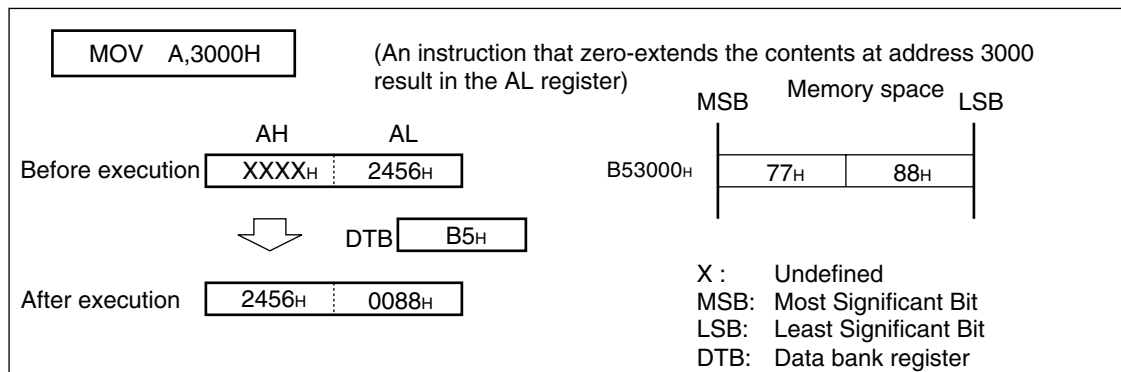 MOV A,3000H
(An instruction that zero-extends the contents at address 3000
result in the AL register)
MSB Memory space LSB
AH AL
Before execution XXXXH 2456H
B53000H 77H 88H
DTB B5H
After execution 2456H 0088H
X : Undefined
MSB: Most Significant Bit
LSB: Least Significant Bit
DTB: Data bank register